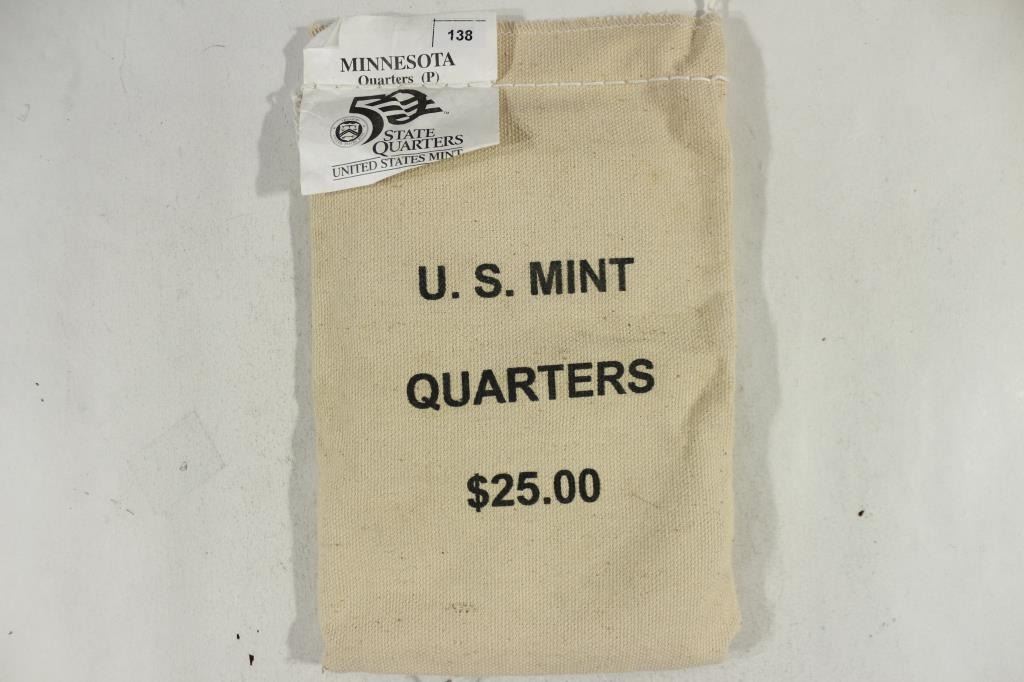 138
MINNESOTA
Quarters (P)
50
STATE
QUARTERS
UNITED STATES MINT
U. S. MINT
QUARTERS
$25.00